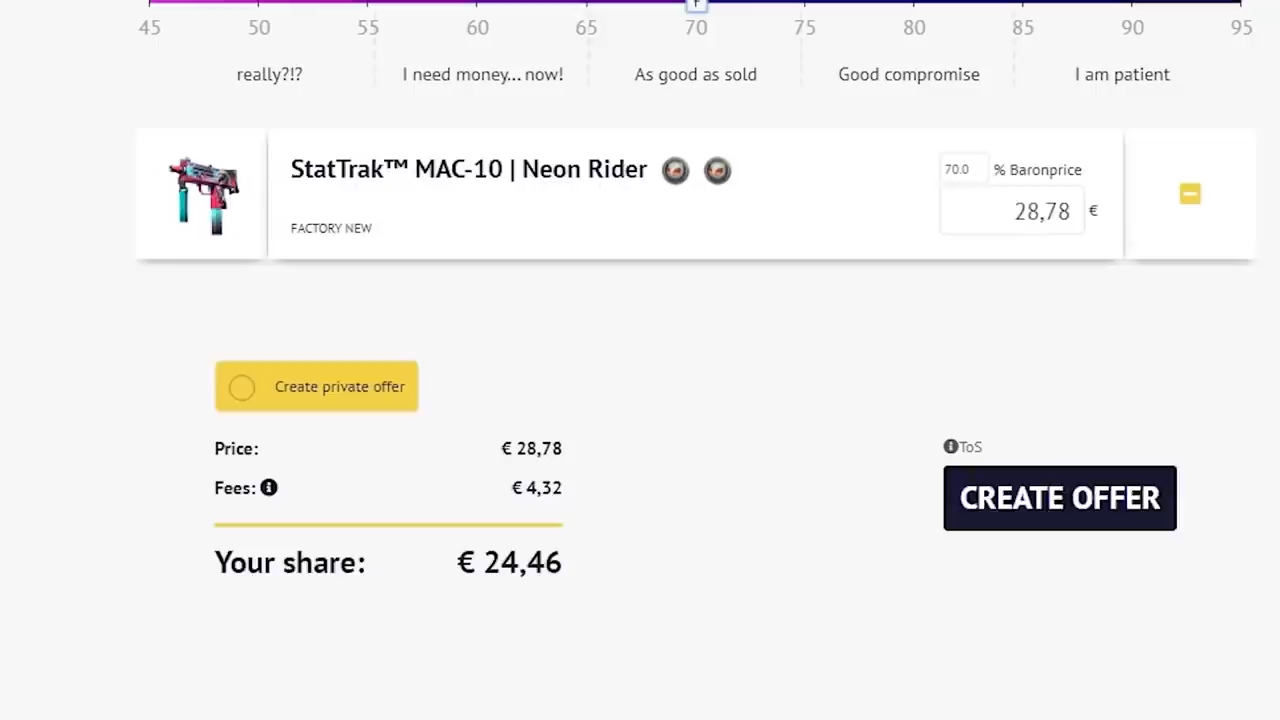 45 50 55 60 65 70 75 80 85 90 95
really?!? I need money... now! As good as sold Good compromise I am patient
StatTrak™ MAC-10 | Neon Rider
70.0 % Baronprice
28,78 €
FACTORY NEW
Create private offer
Price: € 28,78
ToS
Fees: € 4,32
CREATE OFFER
Your share: € 24,46